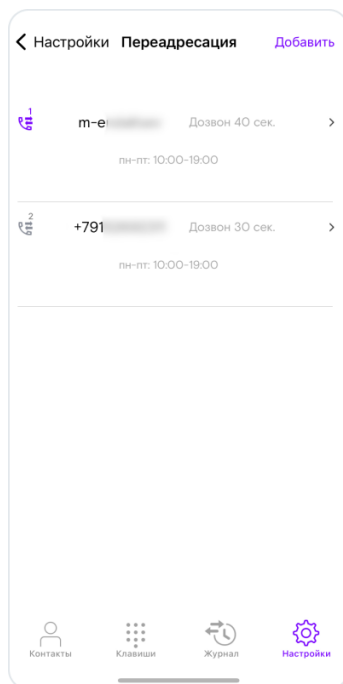 Настройки Переадресация Добавить
1
m-e Дозвон 40 сек.
пн-пт: 10:00-19:00
2
+791 Дозвон 30 сек.
пн-пт: 10:00-19:00
Контакты Клавиши Журнал Настройки